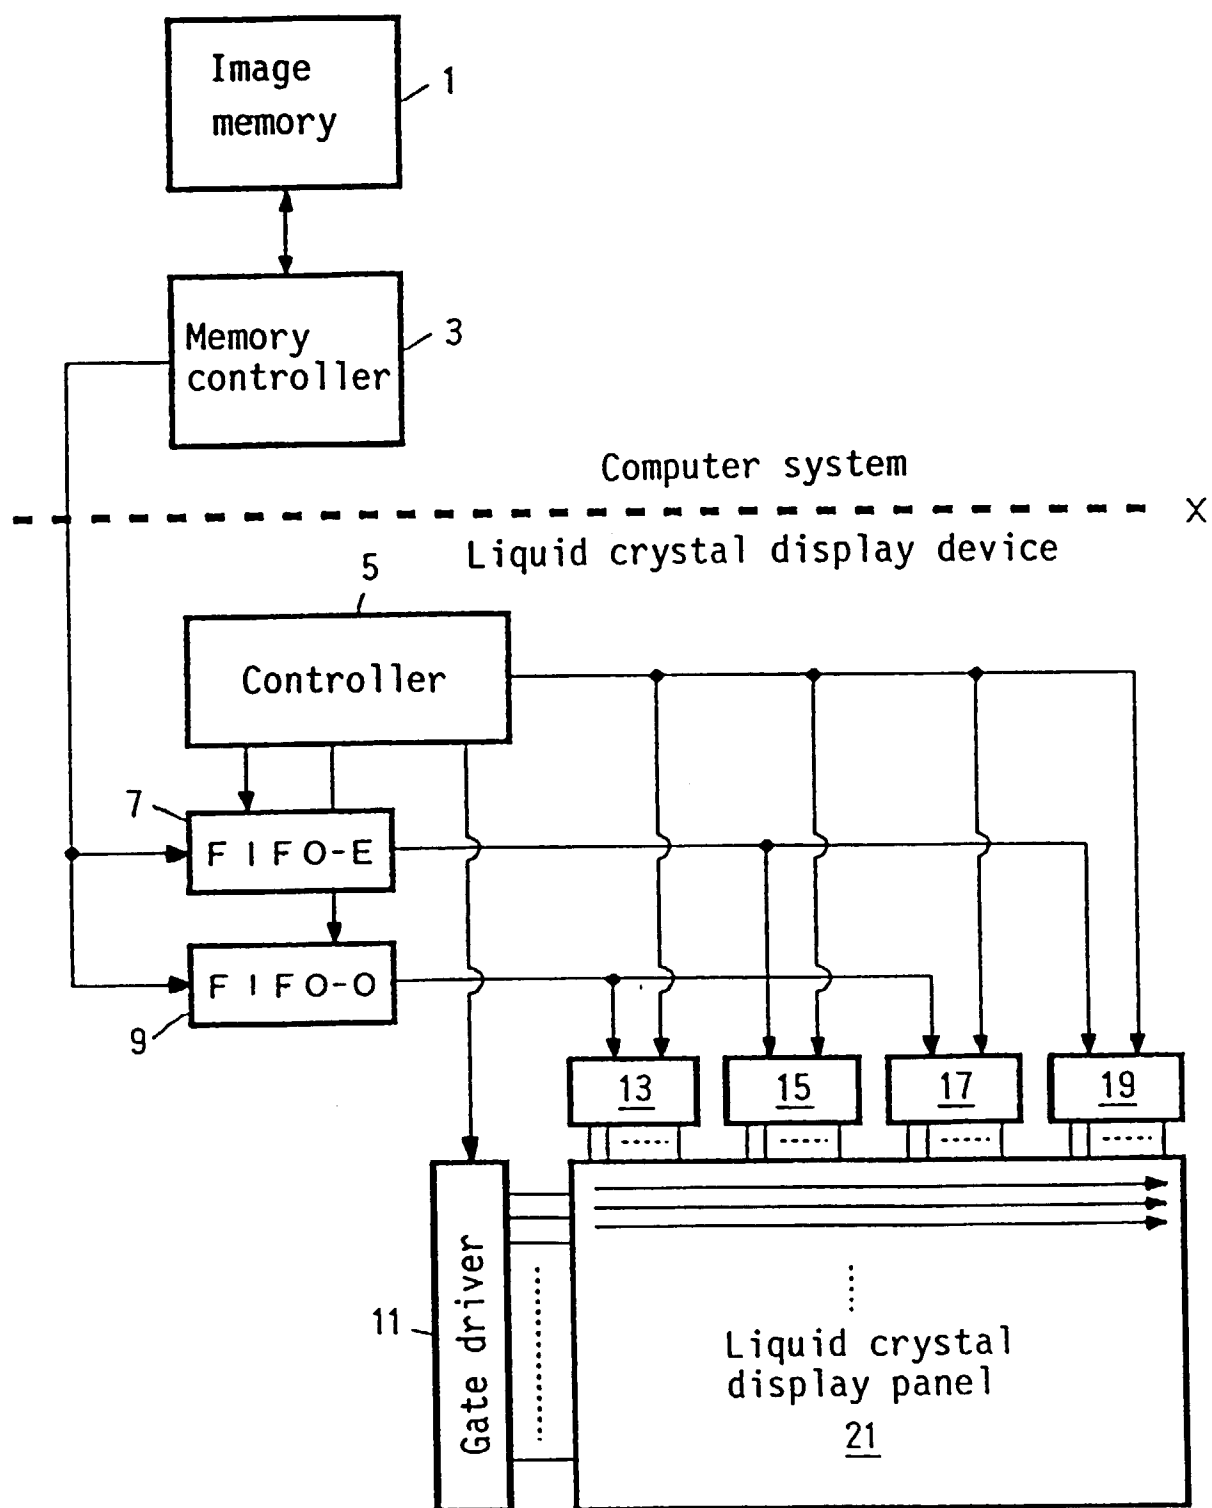 Image
memory
1
Memory
controller
3
Computer system
X
Liquid crystal display device
5
Controller
7
FIFO-E
FIFO-O
9
13
15
17
19
11
Gate driver
Liquid crystal
display panel
21